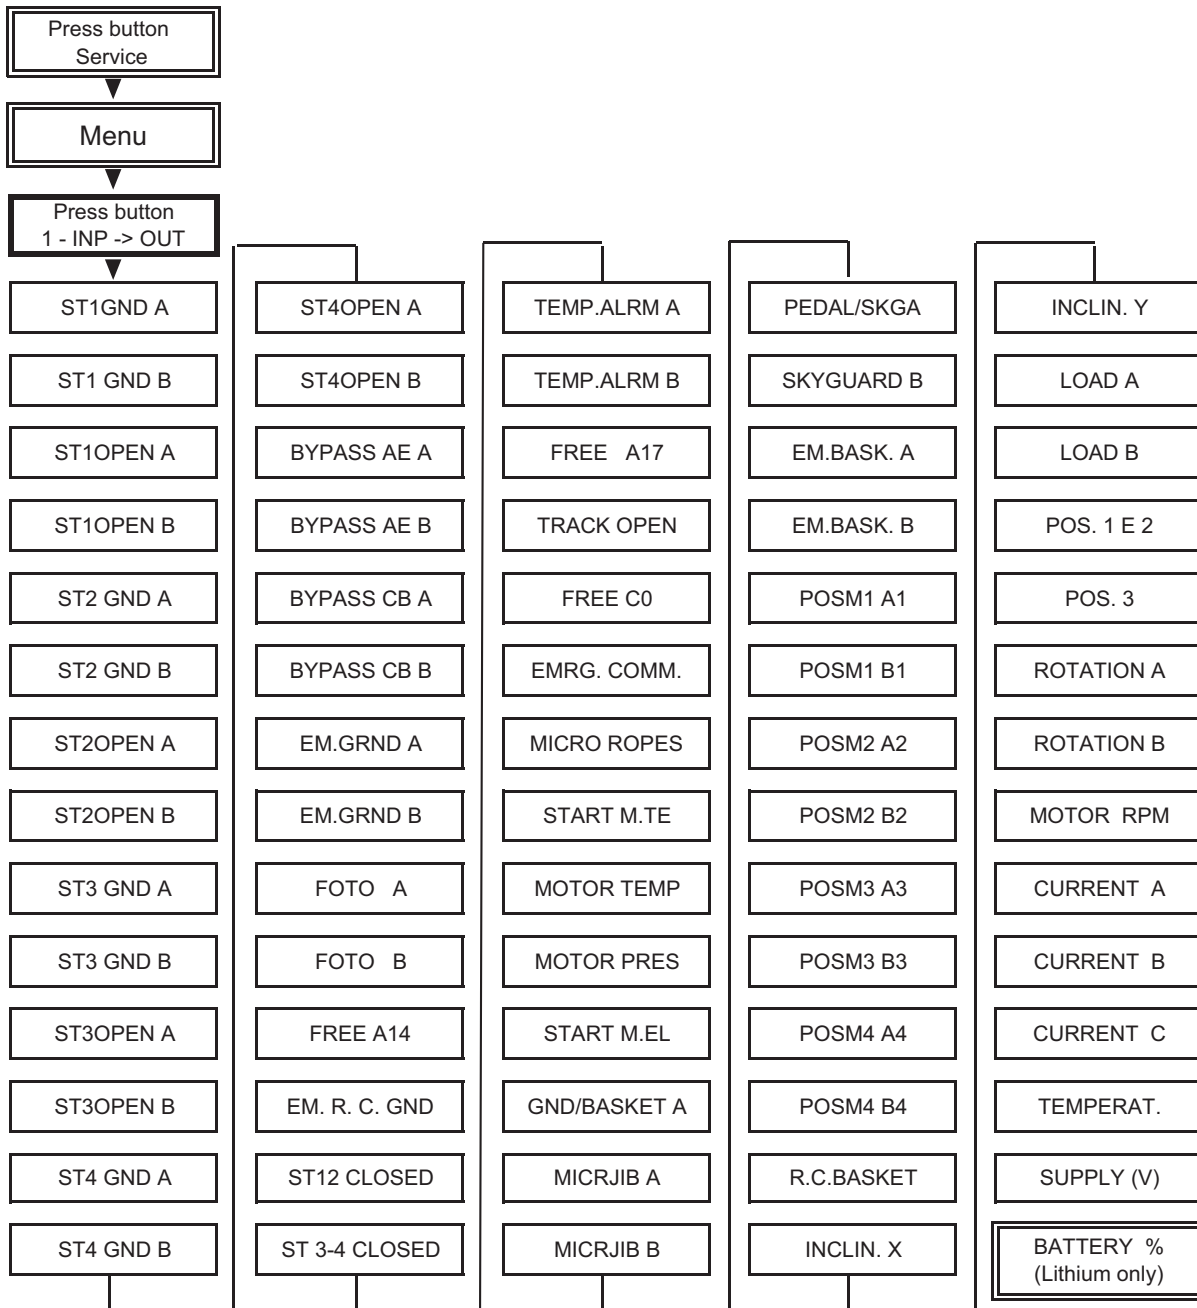 Press button
Service
Menu
Press button
1 - INP -> OUT
ST1GND A
ST1 GND B
ST1OPEN A
ST1OPEN B
ST2 GND A
ST2 GND B
ST2OPEN A
ST2OPEN B
ST3 GND A
ST3 GND B
ST3OPEN A
ST3OPEN B
ST4 GND A
ST4 GND B
ST4OPEN A
ST4OPEN B
BYPASS AE A
BYPASS AE B
BYPASS CB A
BYPASS CB B
EM.GRND A
EM.GRND B
FOTO A
FOTO B
FREE A14
EM. R. C. GND
ST12 CLOSED
ST 3-4 CLOSED
TEMP.ALRM A
TEMP.ALRM B
FREE A17
TRACK OPEN
FREE C0
EMRG. COMM.
MICRO ROPES
START M.TE
MOTOR TEMP
MOTOR PRES
START M.EL
GND/BASKET A
MICRJIB A
MICRJIB B
PEDAL/SKGA
SKYGUARD B
EM.BASK. A
EM.BASK. B
POSM1 A1
POSM1 B1
POSM2 A2
POSM2 B2
POSM3 A3
POSM3 B3
POSM4 A4
POSM4 B4
R.C.BASKET
INCLIN. X
INCLIN. Y
LOAD A
LOAD B
POS. 1 E 2
POS. 3
ROTATION A
ROTATION B
MOTOR RPM
CURRENT A
CURRENT B
CURRENT C
TEMPERAT.
SUPPLY (V)
BATTERY %
(Lithium only)